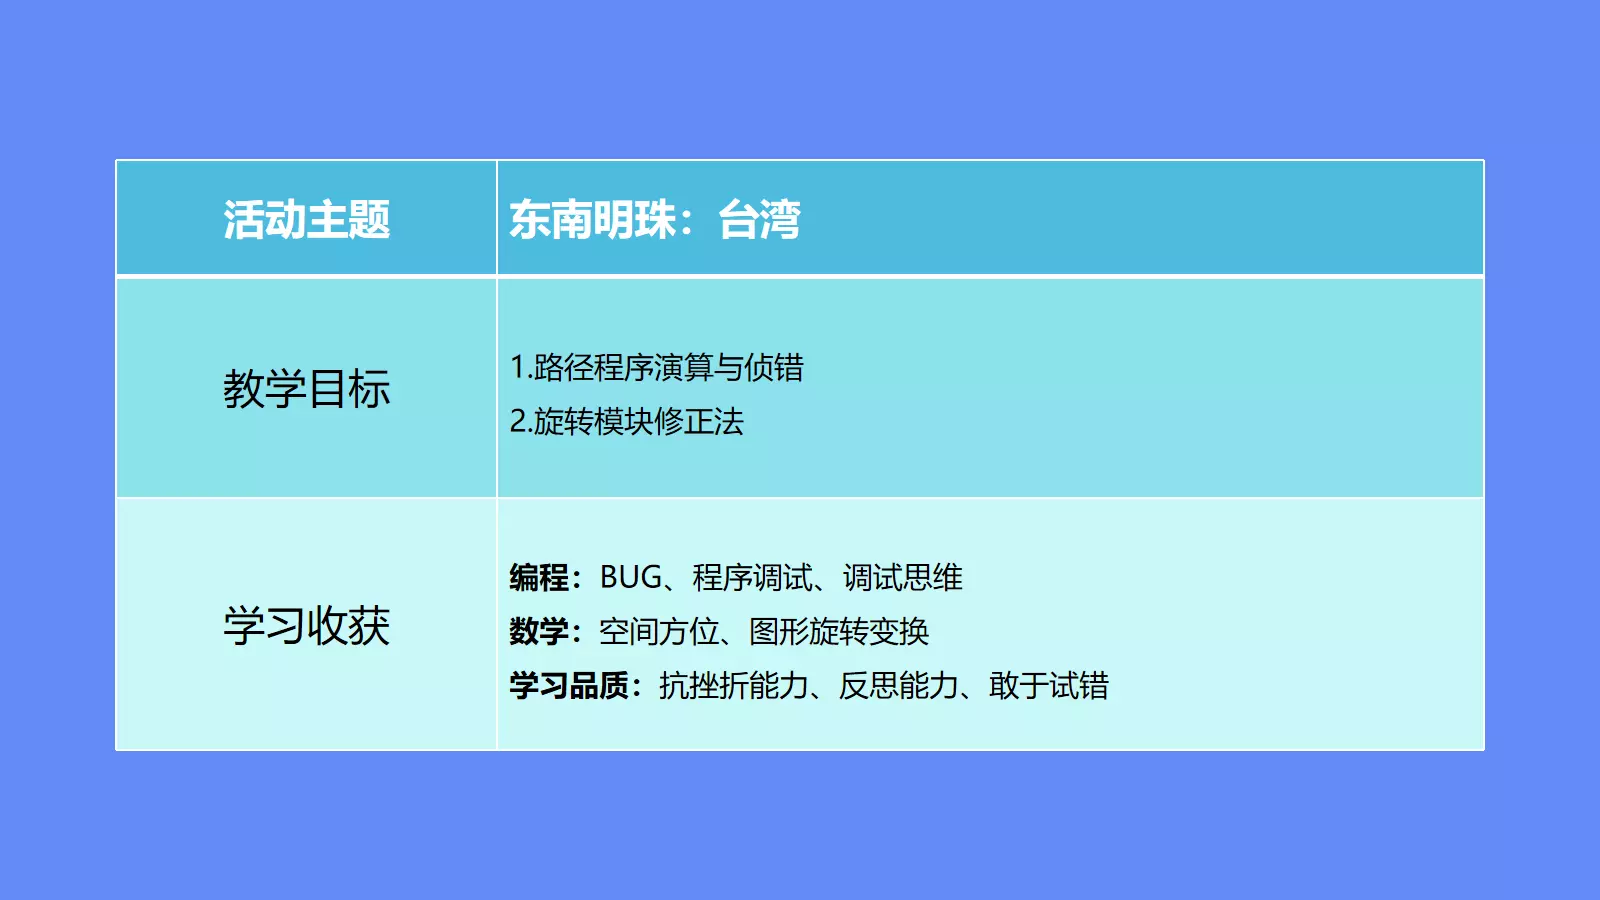 活动主题
东南明珠：台湾
教学目标
1.路径程序演算与侦错
2.旋转模块修正法
学习收获
编程：BUG、程序调试、调试思维
数学：空间方位、图形旋转变换
学习品质：抗挫折能力、反思能力、敢于试错